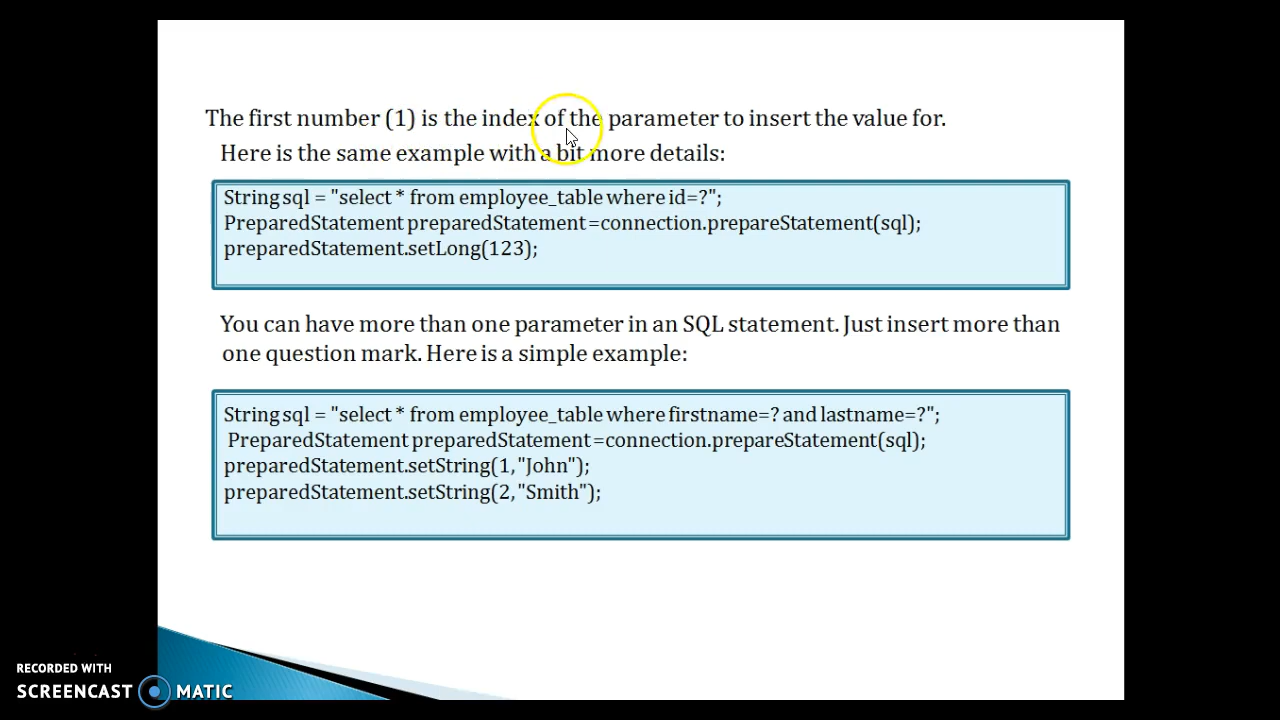 The first number (1) is the index of the parameter to insert the value for.
Here is the same example with a bit more details:
String sql = "select * from employee_table where id=?";
PreparedStatement preparedStatement =connection.prepareStatement(sql);
preparedStatement.setLong(123);
You can have more than one parameter in an SQL statement. Just insert more than
one question mark. Here is a simple example:
String sql = "select * from employee_table where firstname=? and lastname=?";
PreparedStatement preparedStatement =connection.prepareStatement(sql);
preparedStatement.setString(1, "John");
preparedStatement.setString(2, "Smith");
RECORDED WITH
SCREENCAST MATIC